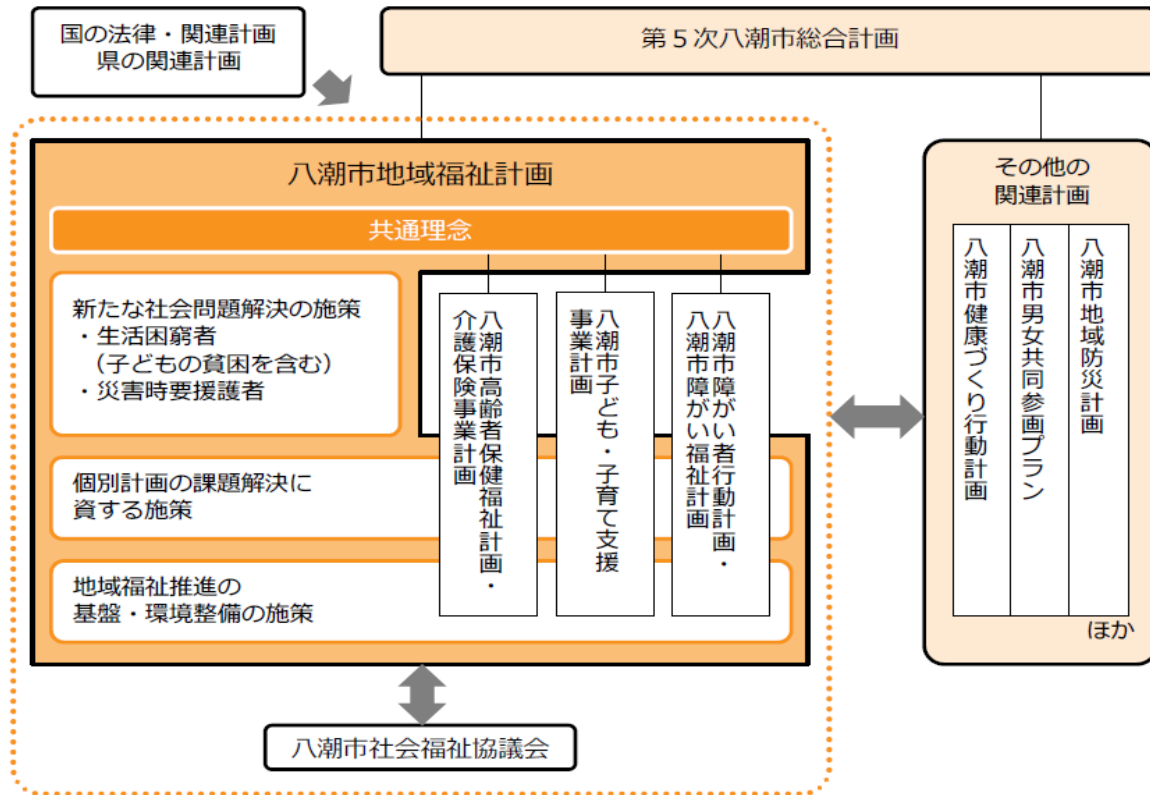 国の法律・関連計画
県の関連計画
第５次八潮市総合計画
八潮市地域福祉計画
共通理念
新たな社会問題解決の施策
・生活困窮者
（子どもの貧困を含む）
・災害時要援護者
個別計画の課題解決に
資する施策
地域福祉推進の
基盤・環境整備の施策
八潮市高齢者保健福祉計画・
介護保険事業計画
八潮市子ども・子育て支援
事業計画
八潮市障がい者行動計画・
八潮市障がい福祉計画
八潮市社会福祉協議会
その他の
関連計画
八潮市地域防災計画
八潮市男女共同参画プラン
八潮市健康づくり行動計画
ほか